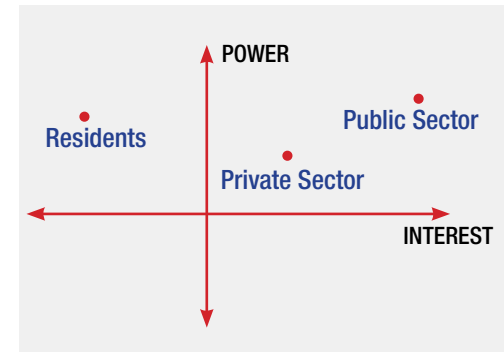 POWER
Public Sector
Residents
Private Sector
INTEREST